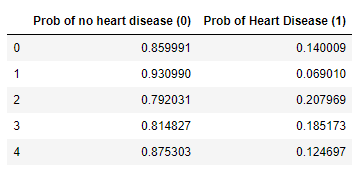 Prob of no heart disease (0) Prob of Heart Disease (1)
0 0.859991 0.140009
1 0.930990 0.069010
2 0.792031 0.207969
3 0.814827 0.185173
4 0.875303 0.124697